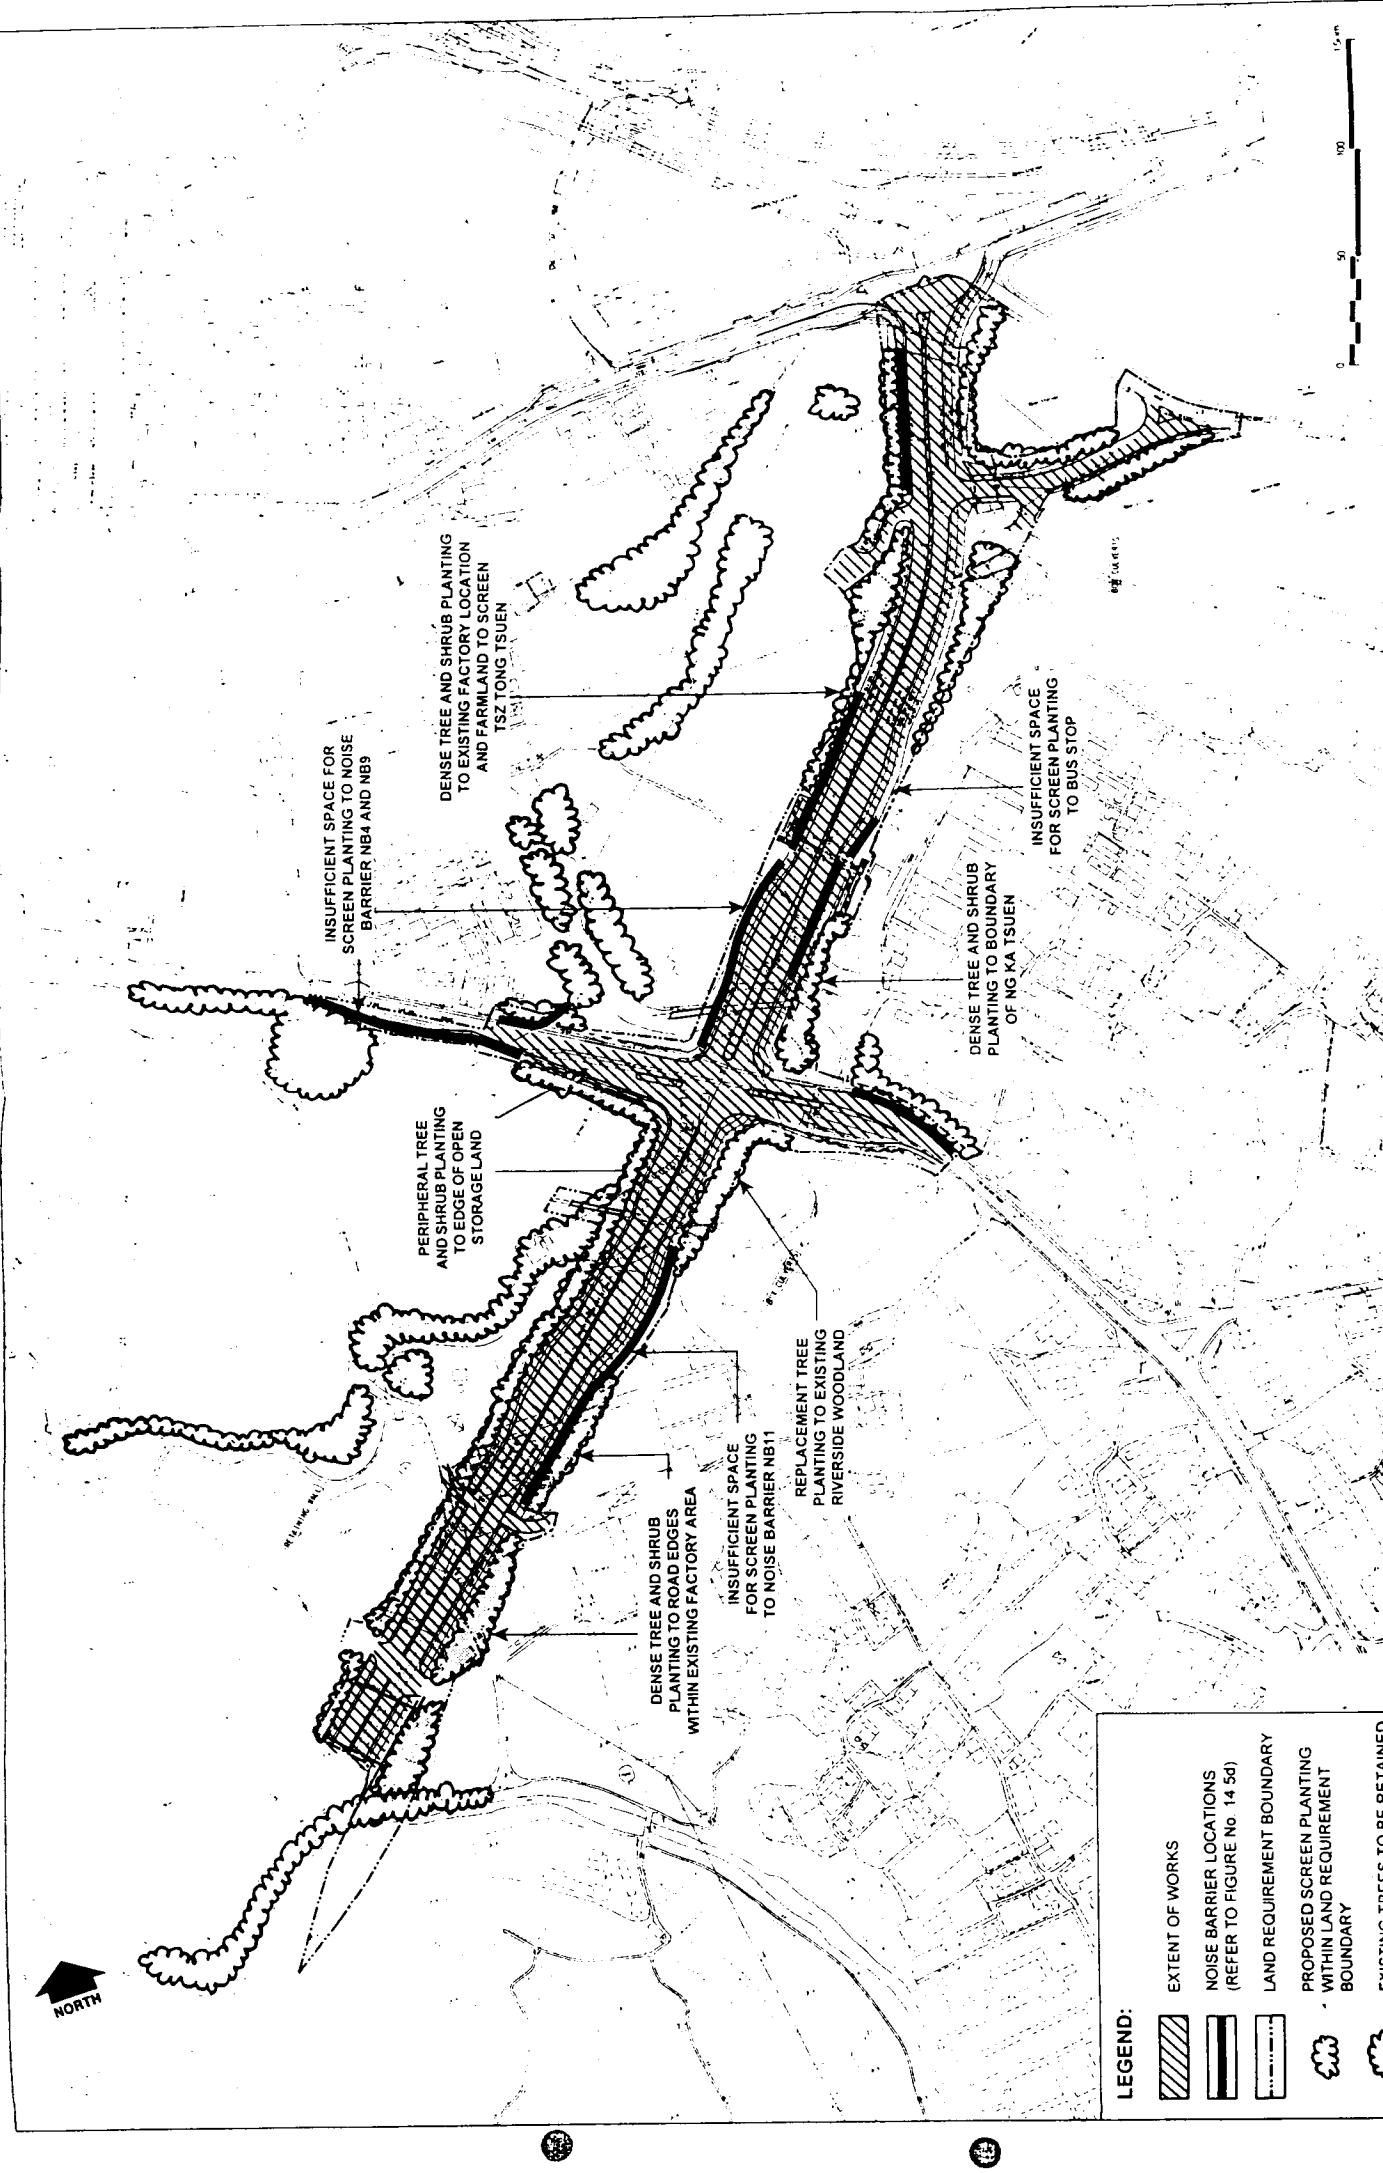 INSUFFICIENT SPACE FOR
SCREEN PLANTING TO NOISE
BARRIER NB4 AND NB9
DENSE TREE AND SHRUB PLANTING
TO EXISTING FACTORY LOCATION
AND FARMLAND TO SCREEN
TSZ TONG TSUEN
PERIPHERAL TREE
AND SHRUB PLANTING
TO EDGE OF OPEN
STORAGE LAND
DENSE TREE AND SHRUB
PLANTING TO ROAD EDGES
WITHIN EXISTING FACTORY AREA
INSUFFICIENT SPACE
FOR SCREEN PLANTING
TO NOISE BARRIER NB11
REPLACEMENT TREE
PLANTING TO EXISTING
RIVERSIDE WOODLAND
DENSE TREE AND SHRUB
PLANTING TO BOUNDARY
OF NG KA TSUEN
INSUFFICIENT SPACE
FOR SCREEN PLANTING
TO BUS STOP
RETAINING WALL
NORTH
0 50 100
LEGEND:
EXTENT OF WORKS
NOISE BARRIER LOCATIONS
(REFER TO FIGURE No. 14 5d)
LAND REQUIREMENT BOUNDARY
PROPOSED SCREEN PLANTING
WITHIN LAND REQUIREMENT
BOUNDARY
EXISTING TREES TO BE RETAINED